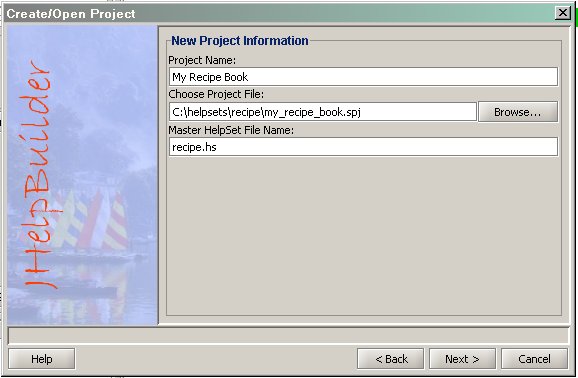 Create/Open Project
JHelpBuilder
New Project Information
Project Name:
My Recipe Book
Choose Project File:
C:\helpsets\recipe\my_recipe_book.spj
Browse...
Master HelpSet File Name:
recipe.hs
Help
< Back
Next >
Cancel